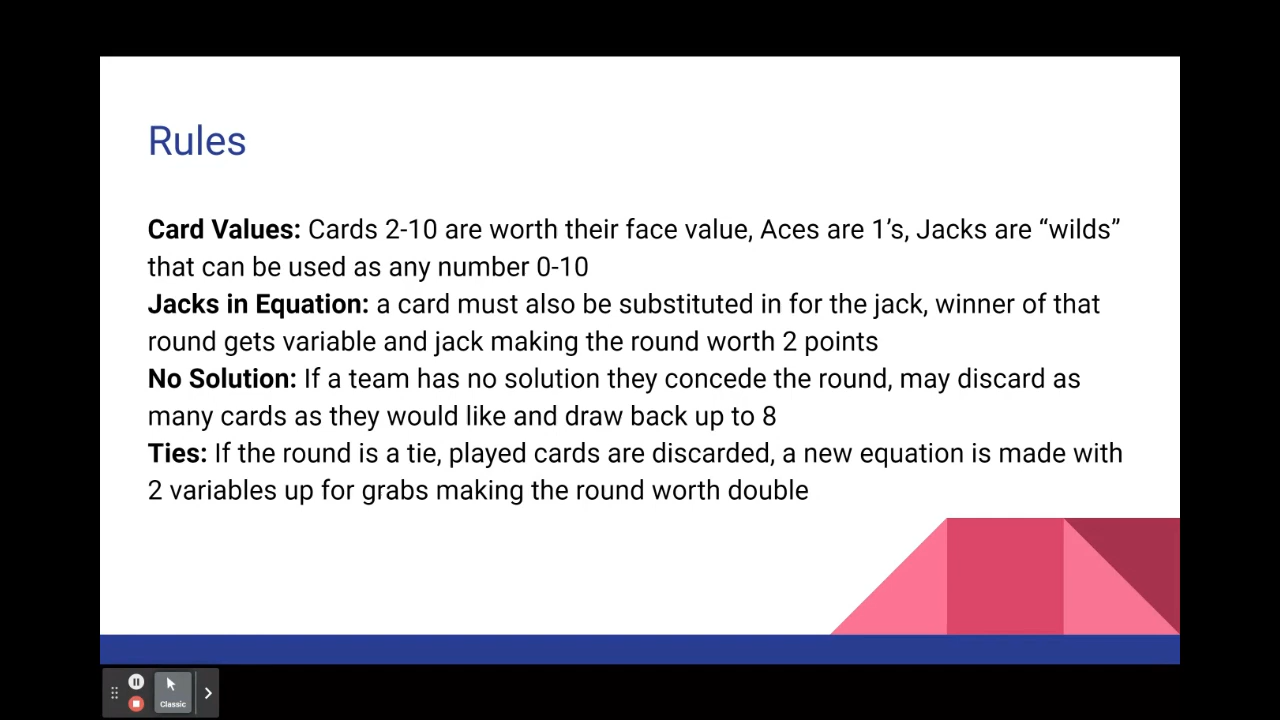 Rules
Card Values: Cards 2-10 are worth their face value, Aces are 1’s, Jacks are “wilds”
that can be used as any number 0-10
Jacks in Equation: a card must also be substituted in for the jack, winner of that
round gets variable and jack making the round worth 2 points
No Solution: If a team has no solution they concede the round, may discard as
many cards as they would like and draw back up to 8
Ties: If the round is a tie, played cards are discarded, a new equation is made with
2 variables up for grabs making the round worth double
Classic